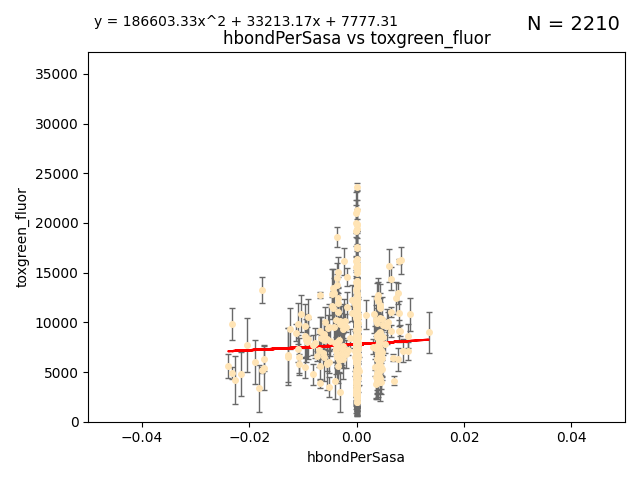 y = 186603.33x^2 + 33213.17x + 7777.31
N = 2210
hbondPerSasa vs toxgreen_fluor
35000
30000
25000
20000
15000
10000
5000
0
toxgreen_fluor
−0.04
−0.02
0.00
0.02
0.04
hbondPerSasa